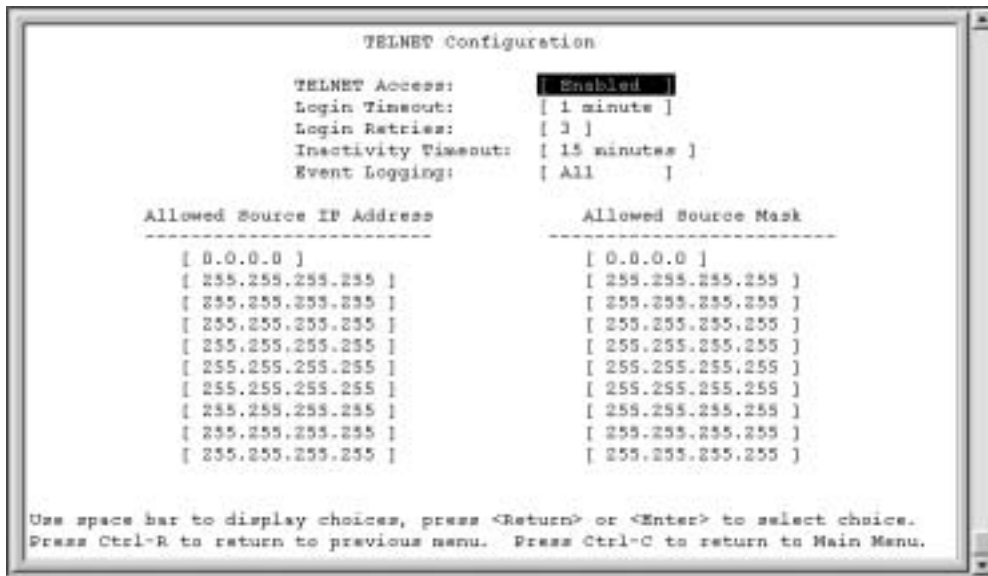 TELNET Configuration
TELNET Access: [ Enabled ]
Login Timeout: [ 1 minute ]
Login Retries: [ 3 ]
Inactivity Timeout: [ 15 minutes ]
Event Logging: [ All ]
Allowed Source IP Address Allowed Source Mask
-------------------------- --------------------------
[ 0.0.0.0 ] [ 0.0.0.0 ]
[ 255.255.255.255 ] [ 255.255.255.255 ]
[ 255.255.255.255 ] [ 255.255.255.255 ]
[ 255.255.255.255 ] [ 255.255.255.255 ]
[ 255.255.255.255 ] [ 255.255.255.255 ]
[ 255.255.255.255 ] [ 255.255.255.255 ]
[ 255.255.255.255 ] [ 255.255.255.255 ]
[ 255.255.255.255 ] [ 255.255.255.255 ]
[ 255.255.255.255 ] [ 255.255.255.255 ]
[ 255.255.255.255 ] [ 255.255.255.255 ]
Use space bar to display choices, press <Return> or <Enter> to select choice.
Press Ctrl-R to return to previous menu. Press Ctrl-C to return to Main Menu.